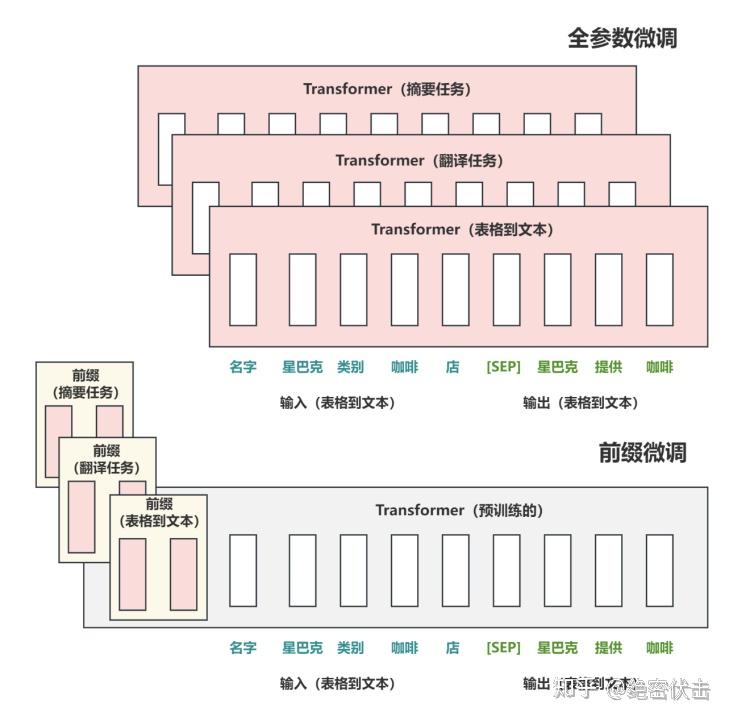 全参数微调
Transformer（摘要任务）
Transformer（翻译任务）
Transformer（表格到文本）
名字 星巴克 类别 咖啡 店 [SEP] 星巴克 提供 咖啡
输入（表格到文本） 输出（表格到文本）
前缀微调
前缀
（摘要任务）
前缀
（翻译任务）
前缀
（表格到文本）
Transformer（预训练的）
名字 星巴克 类别 咖啡 店 [SEP] 星巴克 提供 咖啡
输入（表格到文本） 输出（表格到文本）
知乎 @绝密伏击